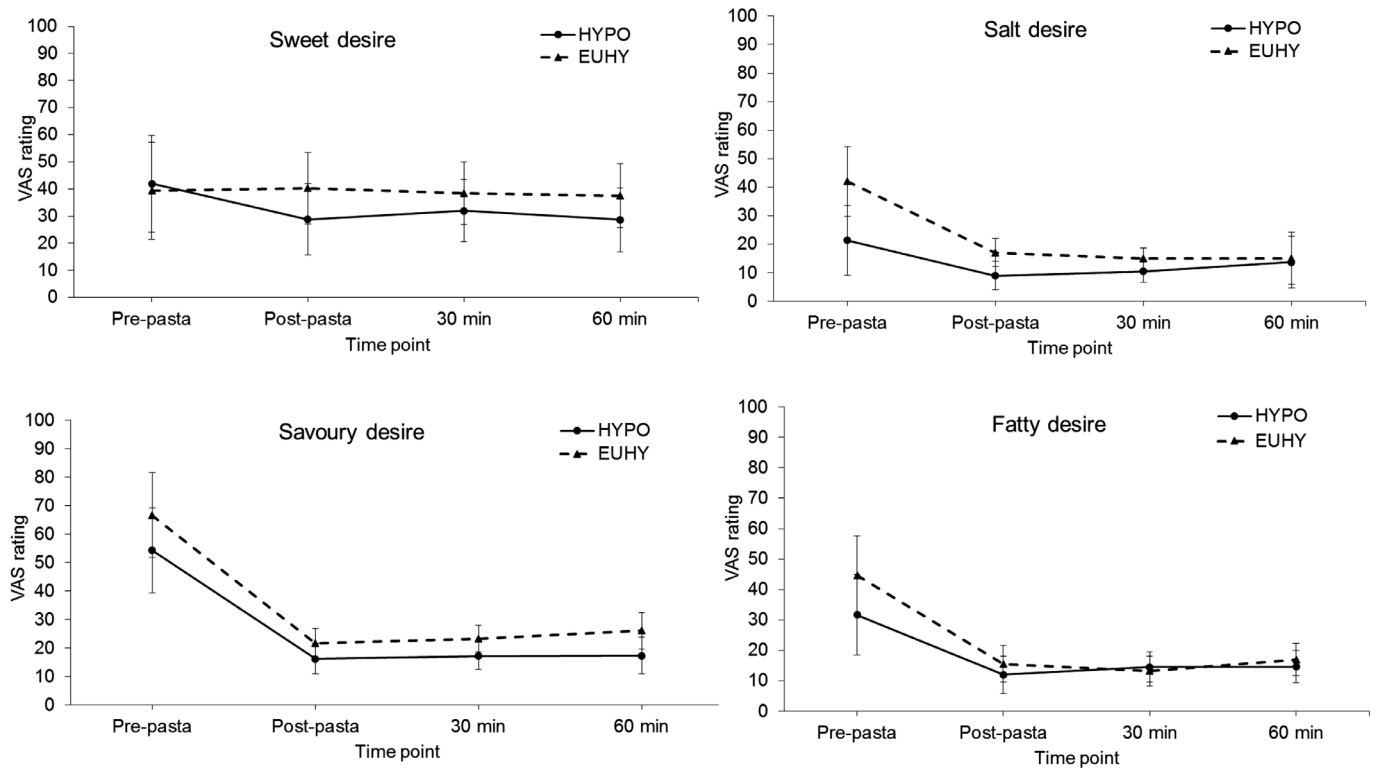 Sweet desire
HYPO
EUHY
100
90
80
70
60
50
40
30
20
10
0
VAS rating
Pre-pasta Post-pasta 30 min 60 min
Time point
Salt desire
HYPO
EUHY
100
90
80
70
60
50
40
30
20
10
0
VAS rating
Pre-pasta Post-pasta 30 min 60 min
Time point
Savoury desire
HYPO
EUHY
100
90
80
70
60
50
40
30
20
10
0
VAS rating
Pre-pasta Post-pasta 30 min 60 min
Time point
Fatty desire
HYPO
EUHY
100
90
80
70
60
50
40
30
20
10
0
VAS rating
Pre-pasta Post-pasta 30 min 60 min
Time point